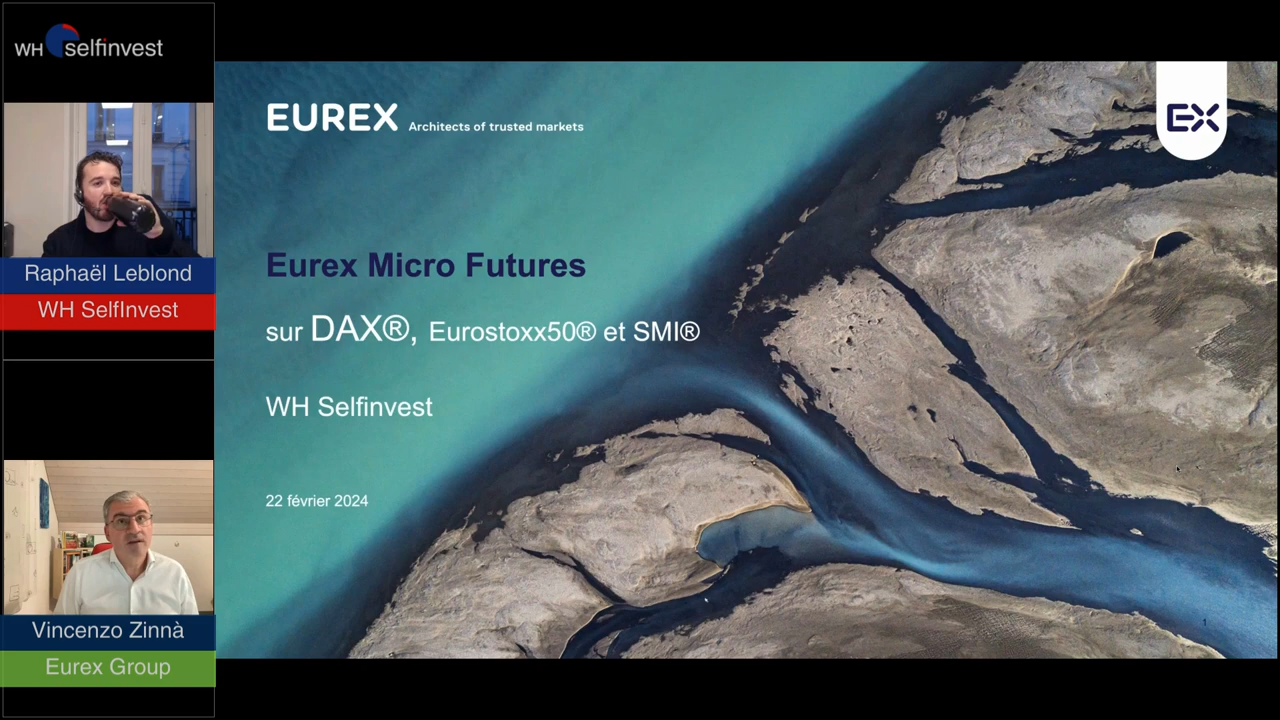 WH selfinvest
Raphaël Leblond
WH SelfInvest
Vincenzo Zinnà
Eurex Group
EUREX Architects of trusted markets
EX
Eurex Micro Futures
sur DAX®, Eurostoxx50® et SMI®
WH Selfinvest
22 février 2024